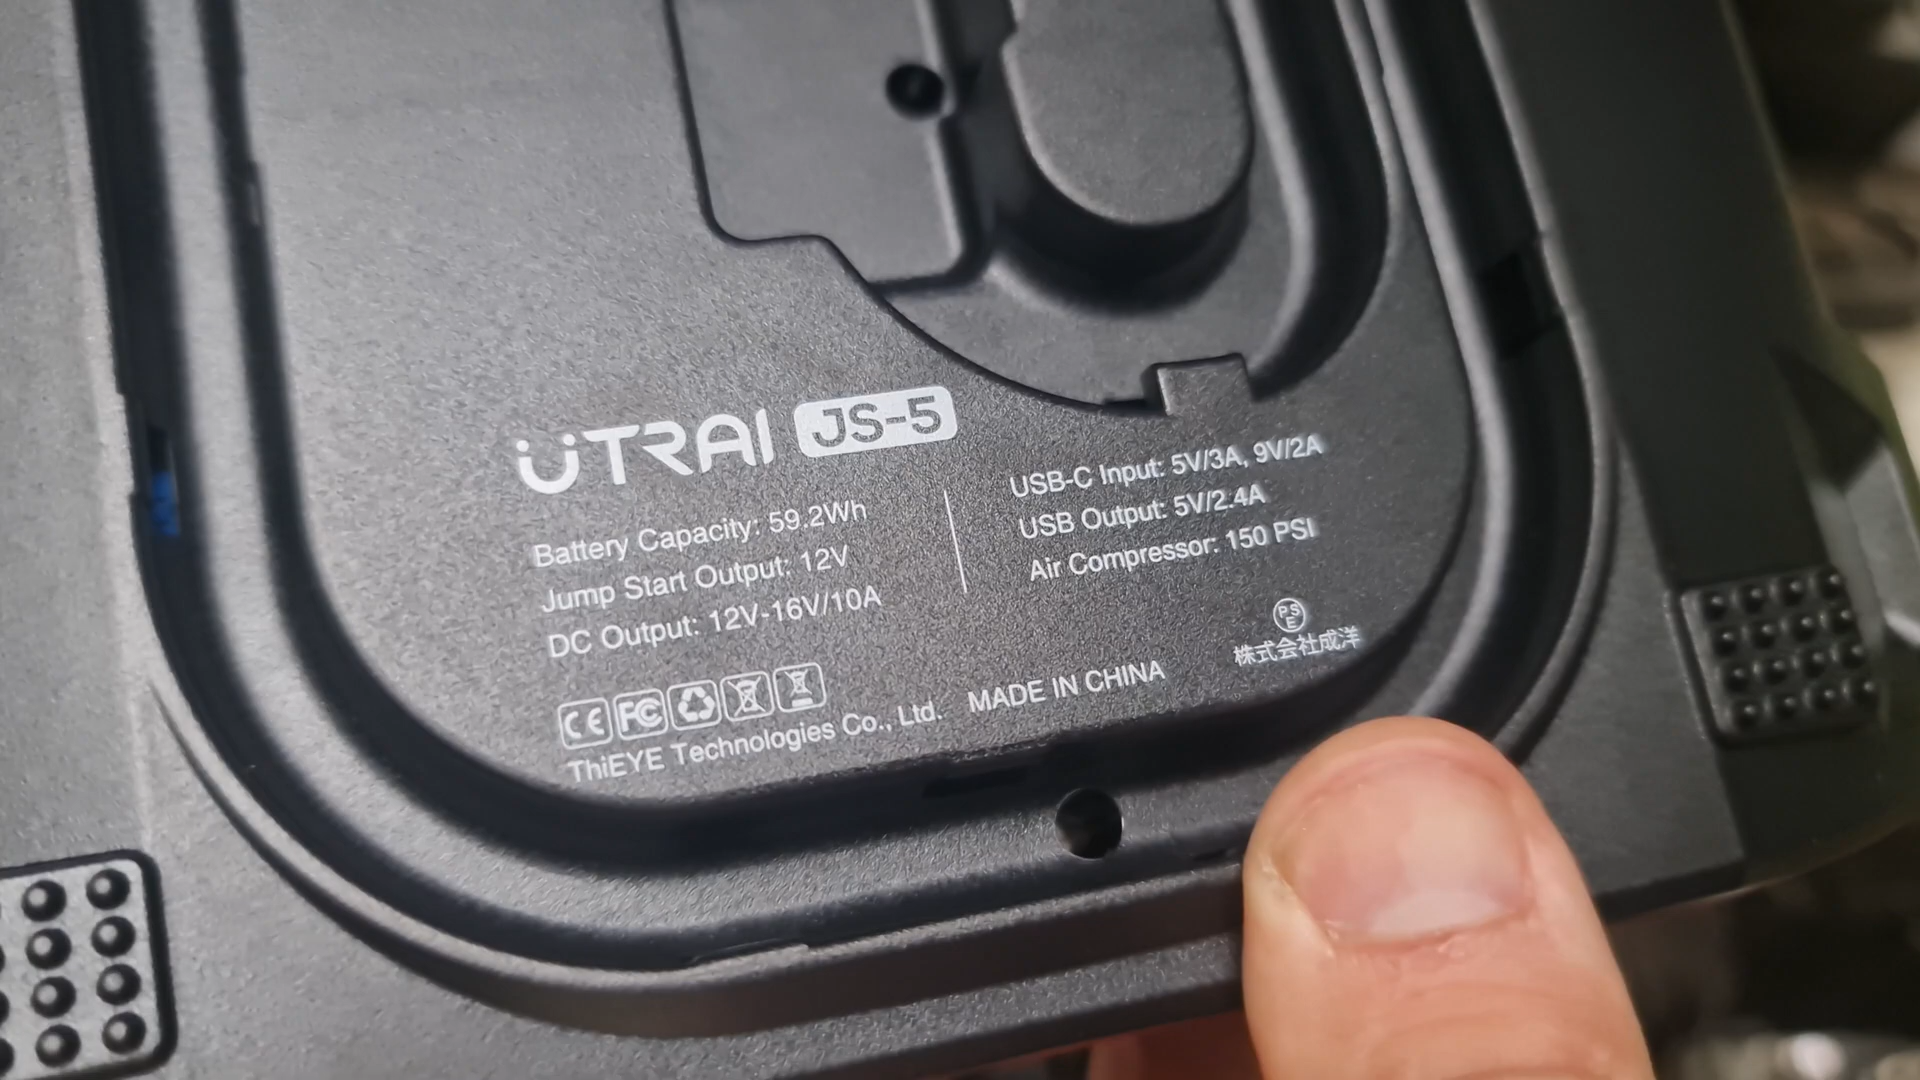 UTRAI JS-5
Battery Capacity: 59.2Wh
Jump Start Output: 12V
DC Output: 12V-16V/10A
USB-C Input: 5V/3A, 9V/2A
USB Output: 5V/2.4A
Air Compressor: 150 PSI
PSE
株式会社成洋
CE FC
ThiEYE Technologies Co., Ltd. MADE IN CHINA